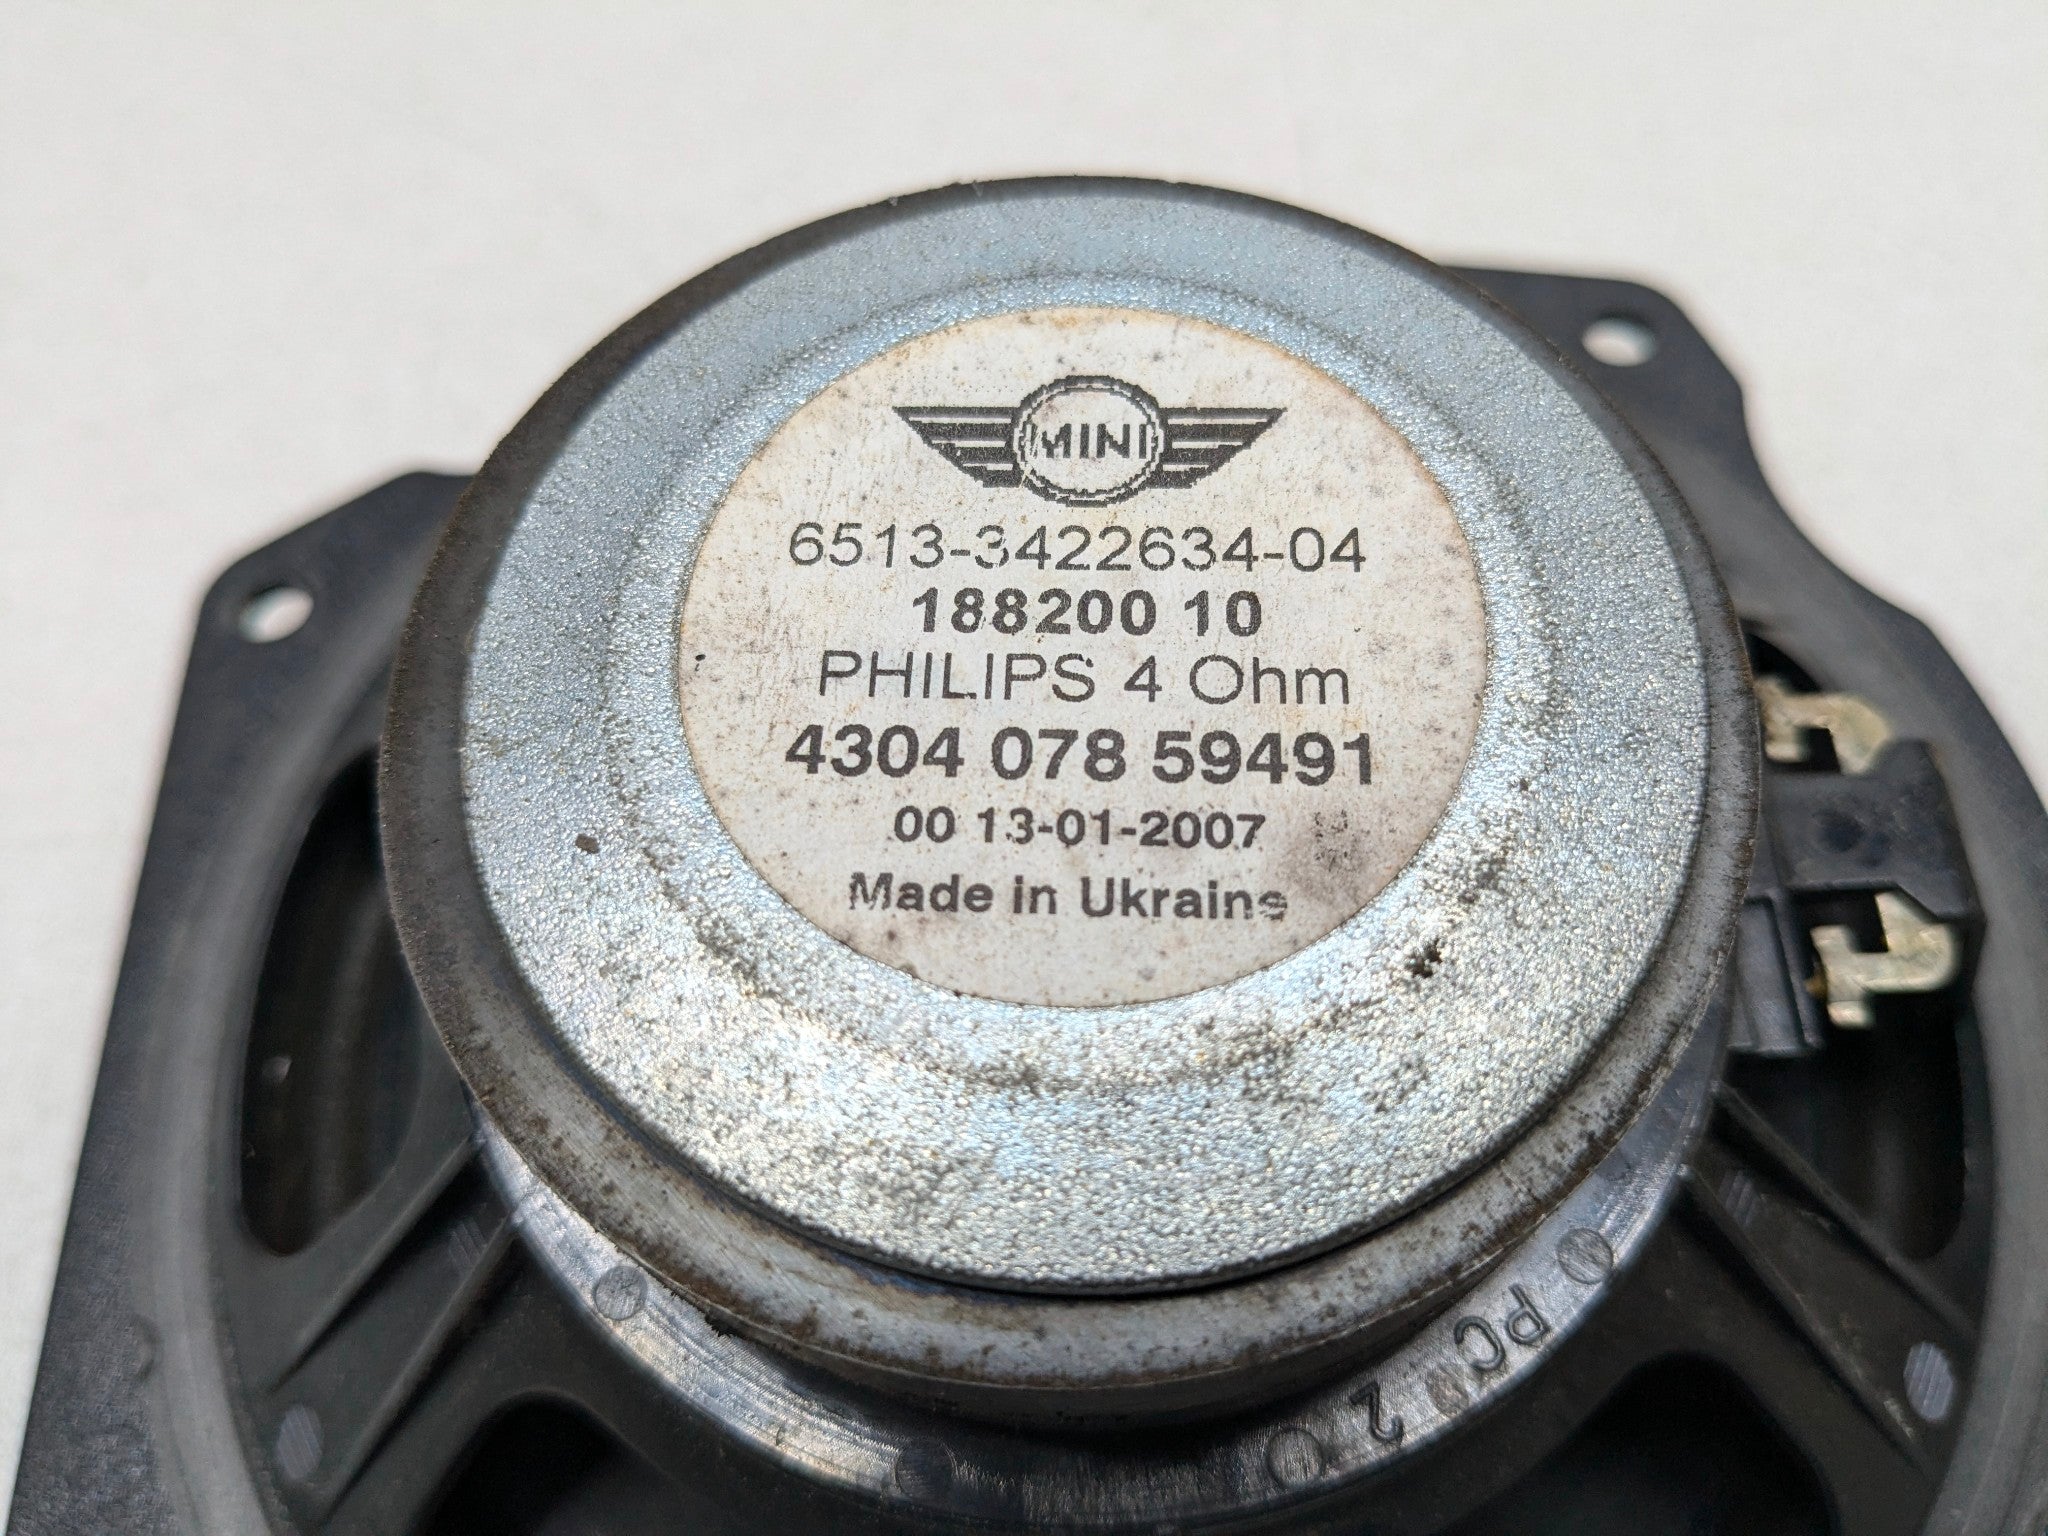 MINI
6513-3422634-04
188200 10
PHILIPS 4 Ohm
4304 078 59491
00 13-01-2007
Made in Ukraine
PC 2